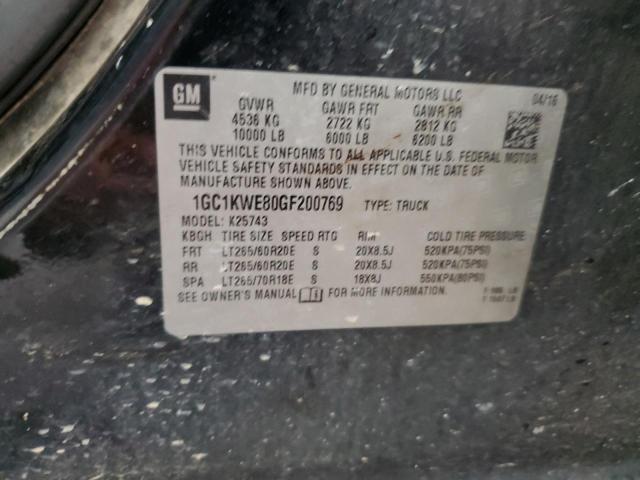 GM
MFD BY GENERAL MOTORS LLC
04/16
GVWR GAWR FRT GAWR RR
4536 KG 2722 KG 2812 KG
10000 LB 6000 LB 6200 LB
THIS VEHICLE CONFORMS TO ALL APPLICABLE U.S. FEDERAL MOTOR
VEHICLE SAFETY STANDARDS IN EFFECT ON THE DATE OF
MANUFACTURE SHOWN ABOVE.
1GC1KWE80GF200769 TYPE: TRUCK
MODEL: K25743
KBGH TIRE SIZE SPEED RTG RIM COLD TIRE PRESSURE
FRT LT265/60R20E S 20X8.5J 520KPA(75PSI)
RR LT265/60R20E S 20X8.5J 520KPA(75PSI)
SPA LT265/70R18E S 18X8J 550KPA(80PSI)
SEE OWNER'S MANUAL FOR MORE INFORMATION.